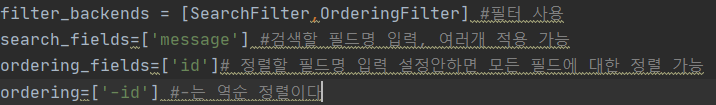 filter_backends = [SearchFilter,OrderingFilter] #필터 사용
search_fields=['message'] #검색할 필드명 입력, 여러개 적용 가능
ordering_fields=['id']# 정렬할 필드명 입력 설정안하면 모든 필드에 대한 정렬 가능
ordering=['-id'] #-는 역순 정렬이다